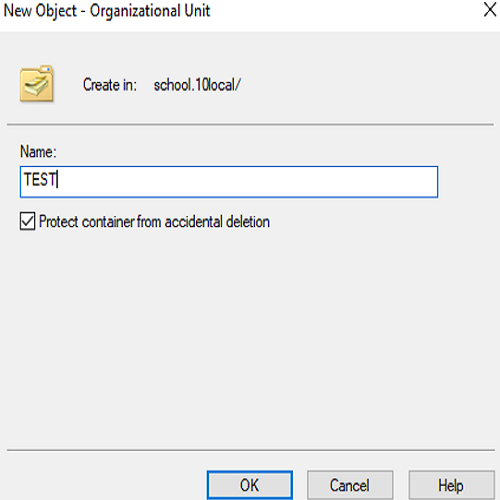 New Object - Organizational Unit
Create in: school.10local/
Name:
TEST
Protect container from accidental deletion
OK Cancel Help